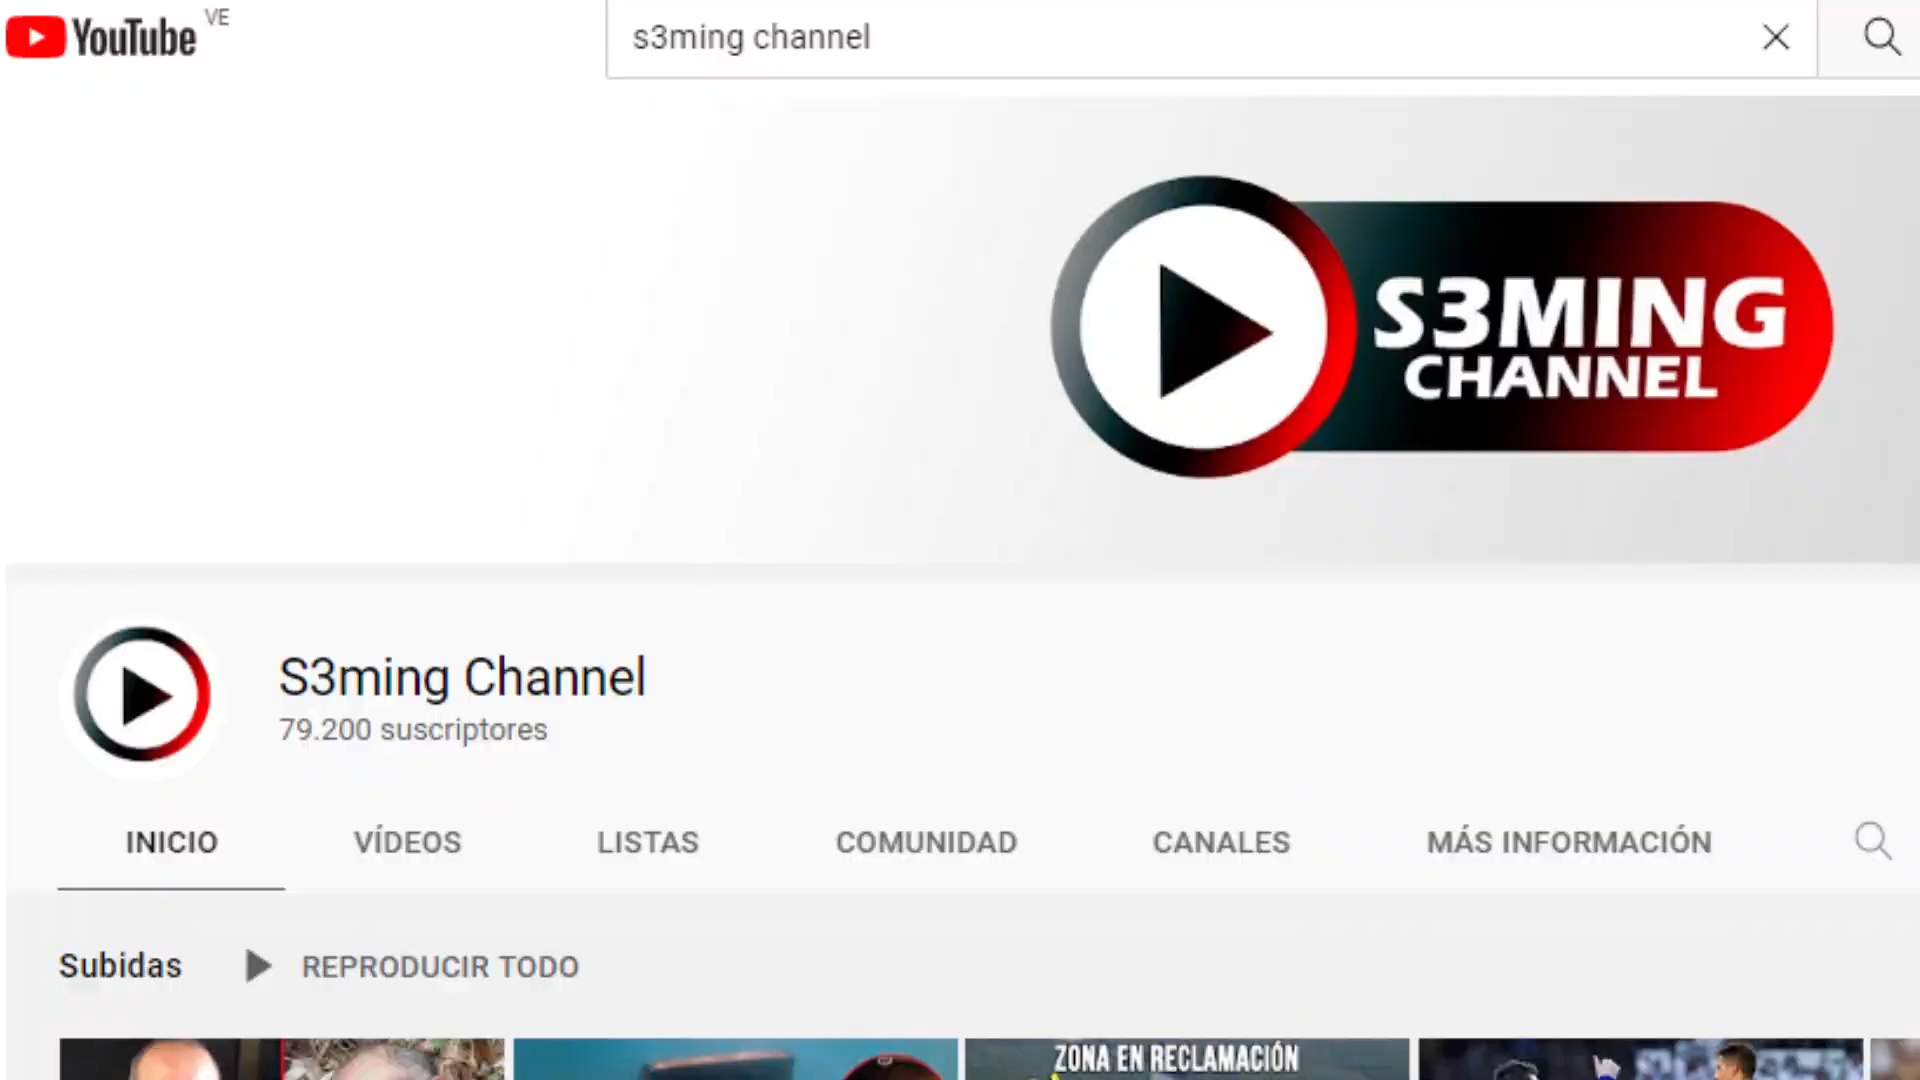 YouTube VE
s3ming channel
S3MING
CHANNEL
S3ming Channel
79.200 suscriptores
INICIO VÍDEOS LISTAS COMUNIDAD CANALES MÁS INFORMACIÓN
Subidas REPRODUCIR TODO
ZONA EN RECLAMACIÓN